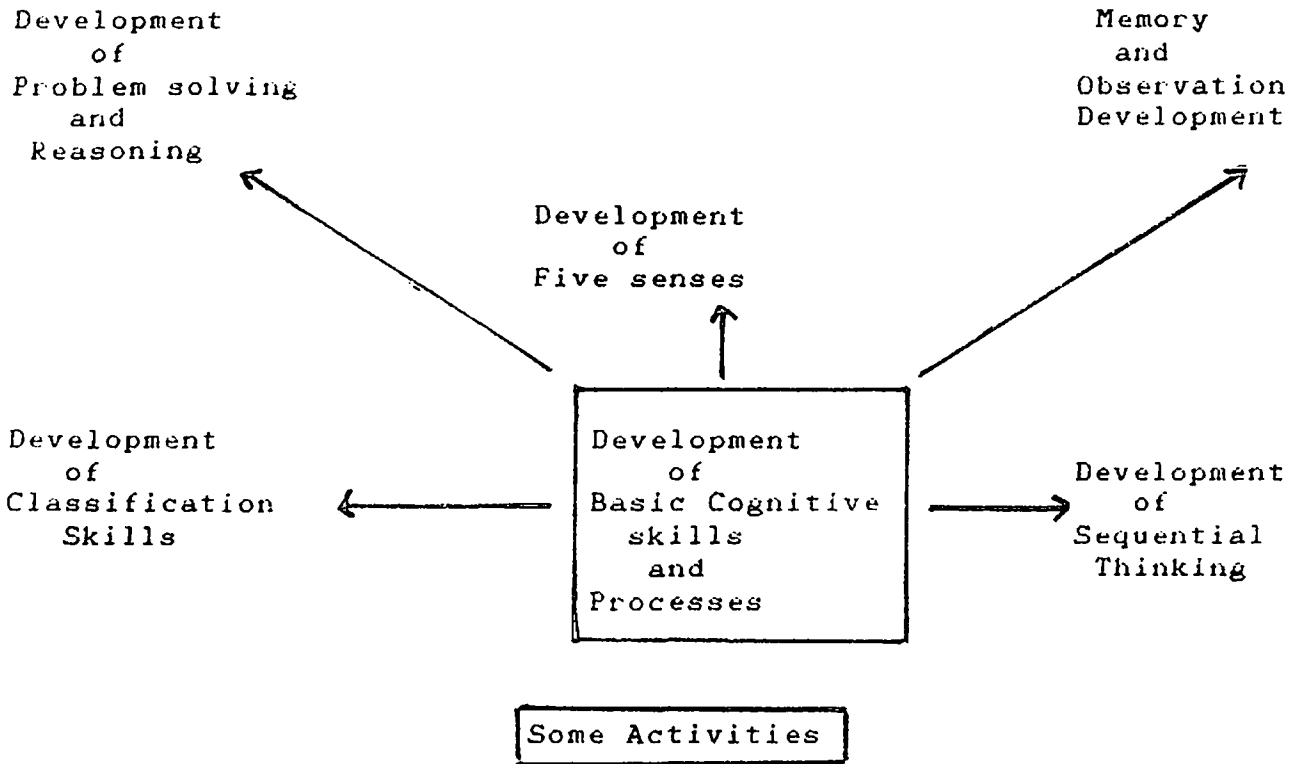 Development
of
Problem solving
and
Reasoning
Memory
and
Observation
Development
Development
of
Five senses
Development
of
Classification
Skills
Development
of
Basic Cognitive
skills
and
Processes
Development
of
Sequential
Thinking
Some Activities